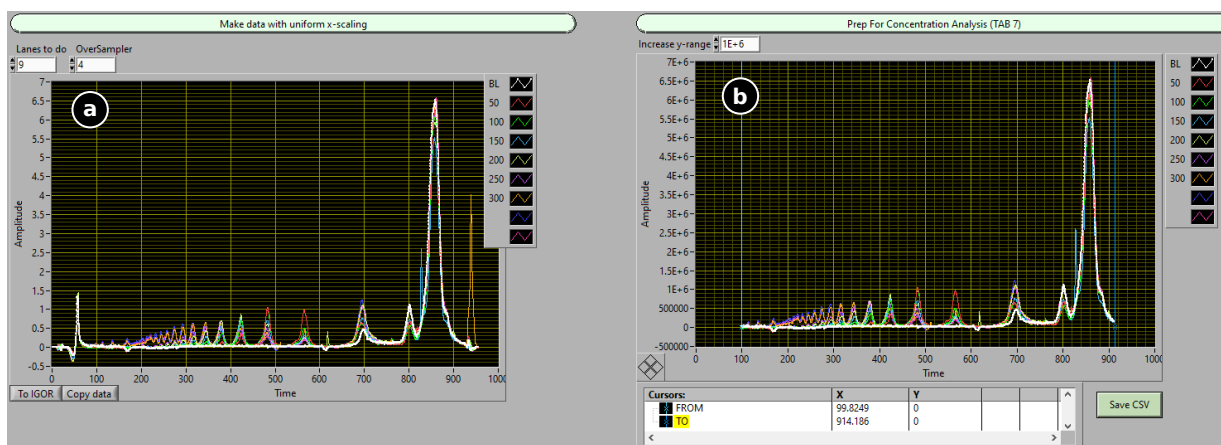 Make data with uniform x-scaling
Lanes to do
OverSampler
9
4
a
7
6.5
6
5.5
5
4.5
4
3.5
3
2.5
2
1.5
1
0.5
0
-0.5
Amplitude
0 100 200 300 400 500 600 700 800 900 1000
Time
BL
50
100
150
200
250
300
To IGOR
Copy data
Prep For Concentration Analysis (TAB 7)
Increase y-range 1E+6
b
7E+6
6.5E+6
6E+6
5.5E+6
5E+6
4.5E+6
4E+6
3.5E+6
3E+6
2.5E+6
2E+6
1.5E+6
1E+6
500000
0
-500000
Amplitude
0 100 200 300 400 500 600 700 800 900 1000
Time
BL
50
100
150
200
250
300
Cursors: X Y
FROM 99.8249 0
TO 914.186 0
Save CSV